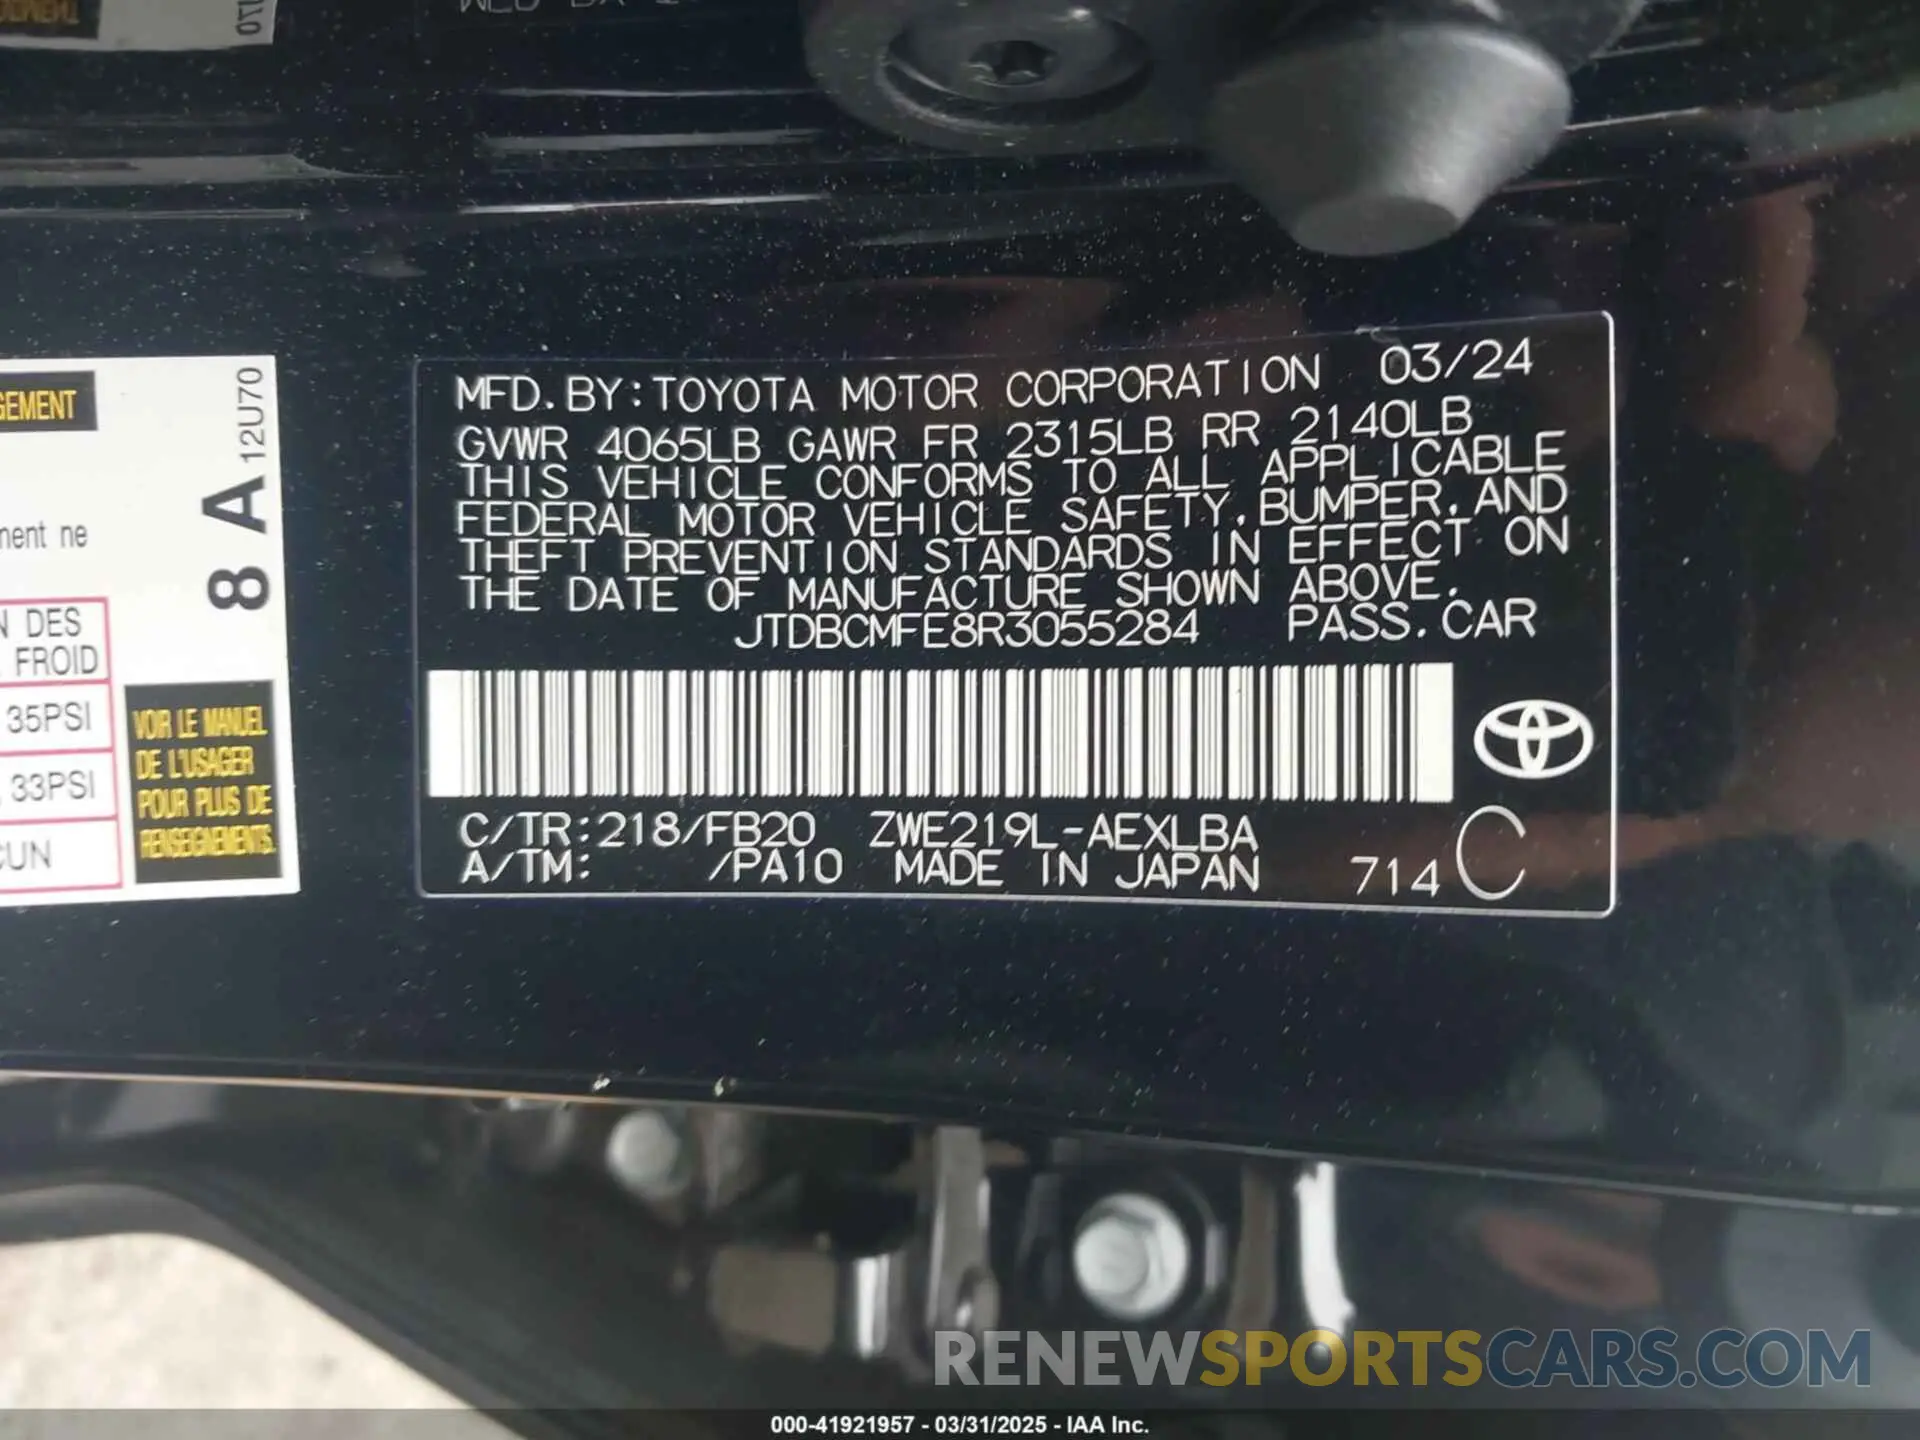 12U70
8 A
GEMENT
ment ne
N DES
FROID
35PSI
33PSI
CUN
VOIR LE MANUEL
DE L'USAGER
POUR PLUS DE
RENSEIGNEMENTS.
MFD. BY: TOYOTA MOTOR CORPORATION 03/24
GVWR 4065LB GAWR FR 2315LB RR 2140LB
THIS VEHICLE CONFORMS TO ALL APPLICABLE
FEDERAL MOTOR VEHICLE SAFETY, BUMPER, AND
THEFT PREVENTION STANDARDS IN EFFECT ON
THE DATE OF MANUFACTURE SHOWN ABOVE.
JTDBCMFE8R3055284 PASS. CAR
C/TR: 218/FB20 ZWE219L-AEXLBA
A/TM: /PA10 MADE IN JAPAN 714 C
RENEWSPORTSCARS.COM
000-41921957 - 03/31/2025 - IAA Inc.